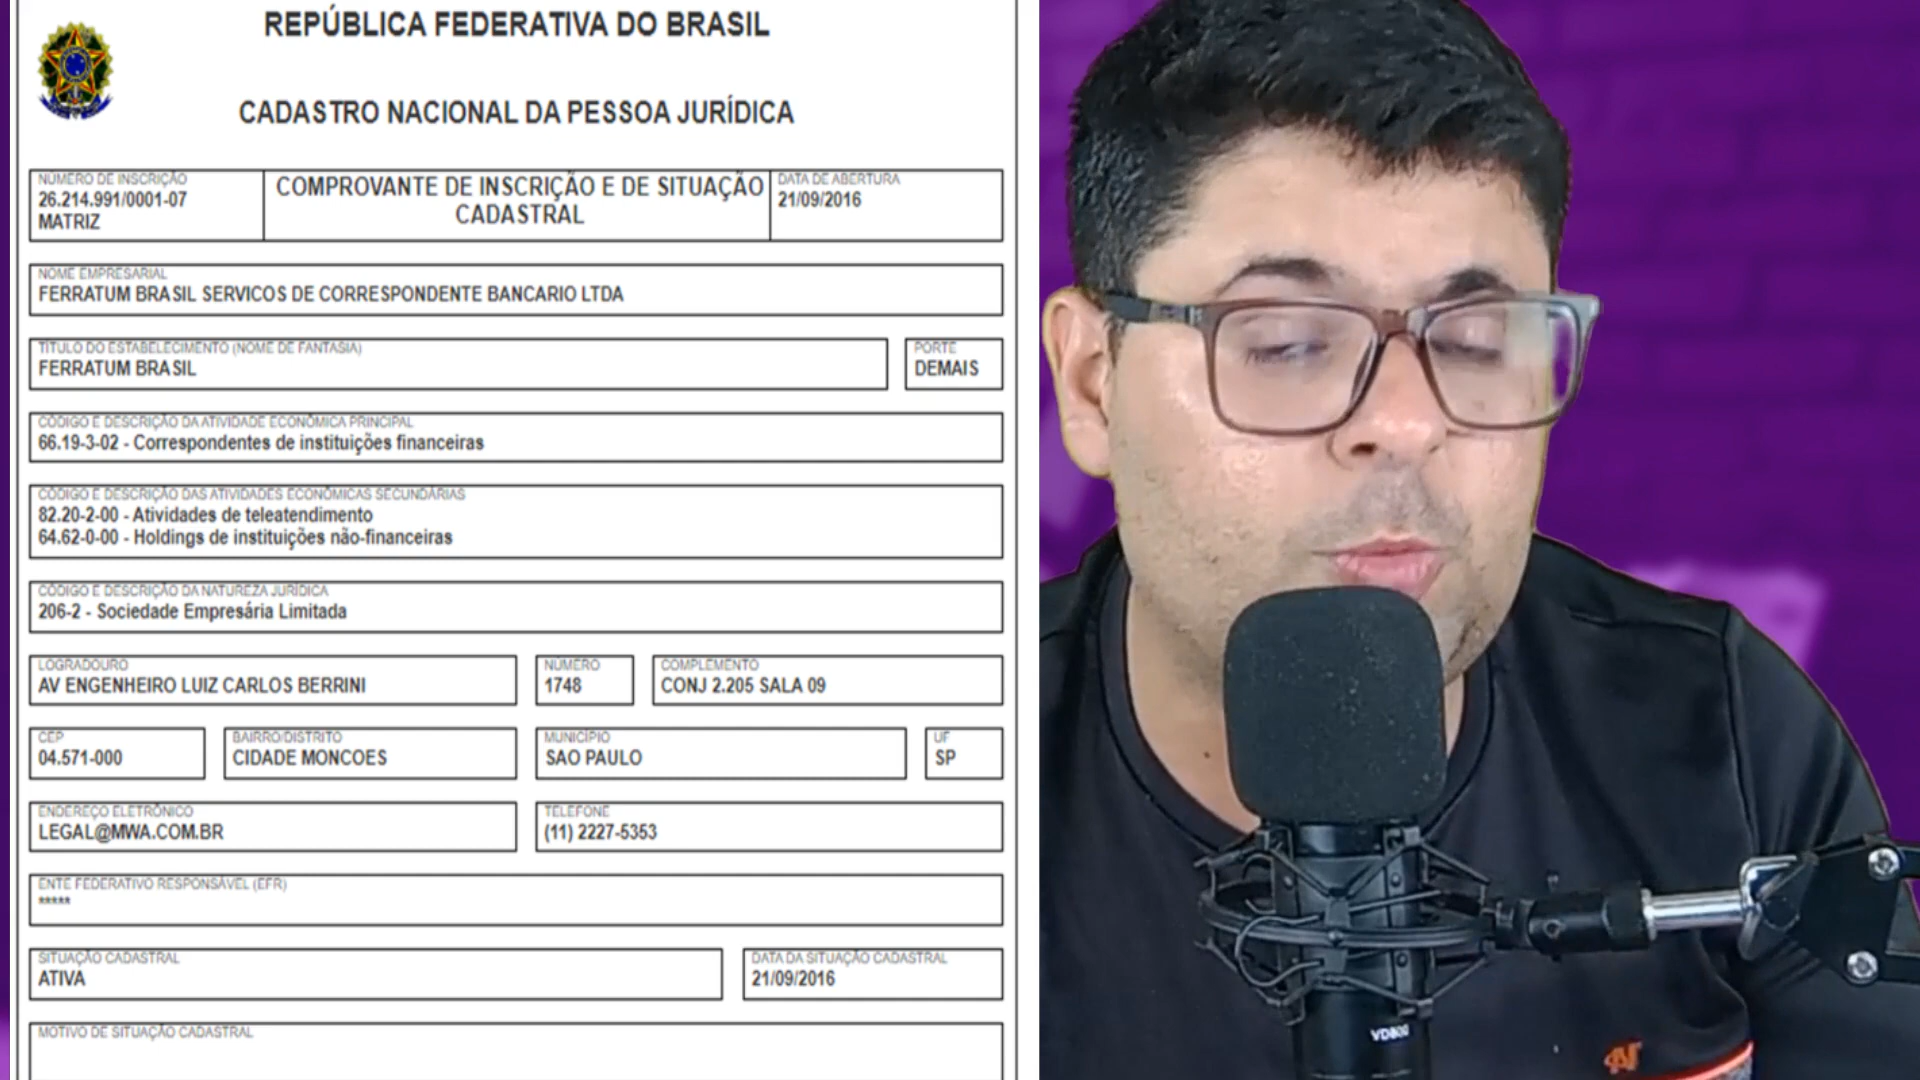 REPÚBLICA FEDERATIVA DO BRASIL
CADASTRO NACIONAL DA PESSOA JURÍDICA
NÚMERO DE INSCRIÇÃO
26.214.991/0001-07
MATRIZ
COMPROVANTE DE INSCRIÇÃO E DE SITUAÇÃO
CADASTRAL
DATA DE ABERTURA
21/09/2016
NOME EMPRESARIAL
FERRATUM BRASIL SERVICOS DE CORRESPONDENTE BANCARIO LTDA
TÍTULO DO ESTABELECIMENTO (NOME DE FANTASIA)
FERRATUM BRASIL
PORTE
DEMAIS
CÓDIGO E DESCRIÇÃO DA ATIVIDADE ECONÔMICA PRINCIPAL
66.19-3-02 - Correspondentes de instituições financeiras
CÓDIGO E DESCRIÇÃO DAS ATIVIDADES ECONÔMICAS SECUNDÁRIAS
82.20-2-00 - Atividades de teleatendimento
64.62-0-00 - Holdings de instituições não-financeiras
CÓDIGO E DESCRIÇÃO DA NATUREZA JURÍDICA
206-2 - Sociedade Empresária Limitada
LOGRADOURO
AV ENGENHEIRO LUIZ CARLOS BERRINI
NÚMERO
1748
COMPLEMENTO
CONJ 2.205 SALA 09
CEP
04.571-000
BAIRRO/DISTRITO
CIDADE MONCOES
MUNICÍPIO
SAO PAULO
UF
SP
ENDEREÇO ELETRÔNICO
LEGAL@MWA.COM.BR
TELEFONE
(11) 2227-5353
ENTE FEDERATIVO RESPONSÁVEL (EFR)
*****
SITUAÇÃO CADASTRAL
ATIVA
DATA DA SITUAÇÃO CADASTRAL
21/09/2016
MOTIVO DE SITUAÇÃO CADASTRAL
VD800